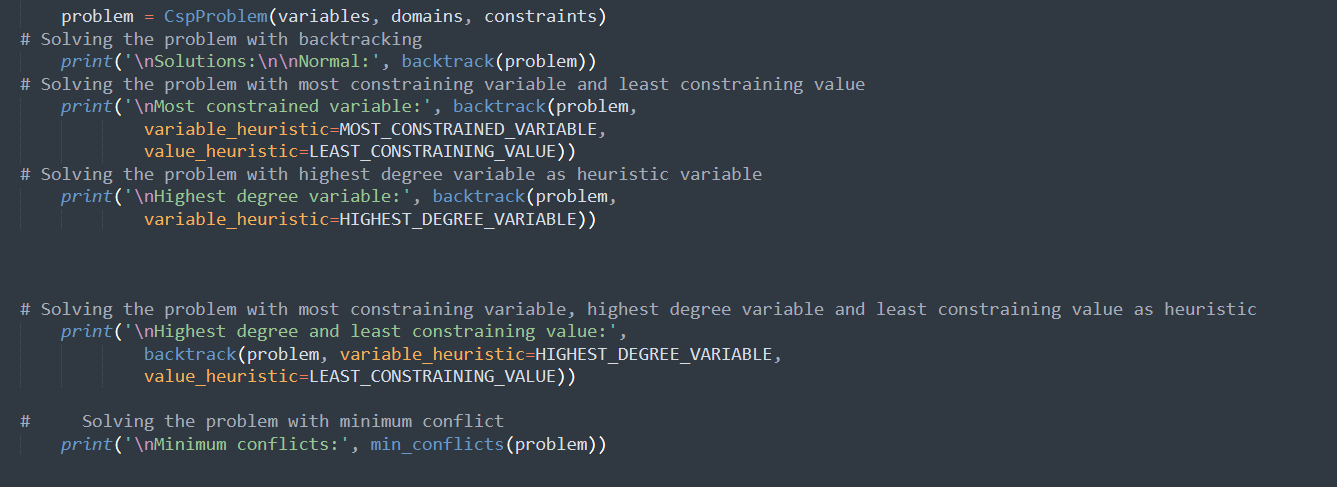 problem = CspProblem(variables, domains, constraints)
# Solving the problem with backtracking
print('\nSolutions:\n\nNormal:', backtrack(problem))
# Solving the problem with most constraining variable and least constraining value
print('\nMost constrained variable:', backtrack(problem,
variable_heuristic=MOST_CONSTRAINED_VARIABLE,
value_heuristic=LEAST_CONSTRAINING_VALUE))
# Solving the problem with highest degree variable as heuristic variable
print('\nHighest degree variable:', backtrack(problem,
variable_heuristic=HIGHEST_DEGREE_VARIABLE))
# Solving the problem with most constraining variable, highest degree variable and least constraining value as heuristic
print('\nHighest degree and least constraining value:',
backtrack(problem, variable_heuristic=HIGHEST_DEGREE_VARIABLE,
value_heuristic=LEAST_CONSTRAINING_VALUE))
#     Solving the problem with minimum conflict
print('\nMinimum conflicts:', min_conflicts(problem))